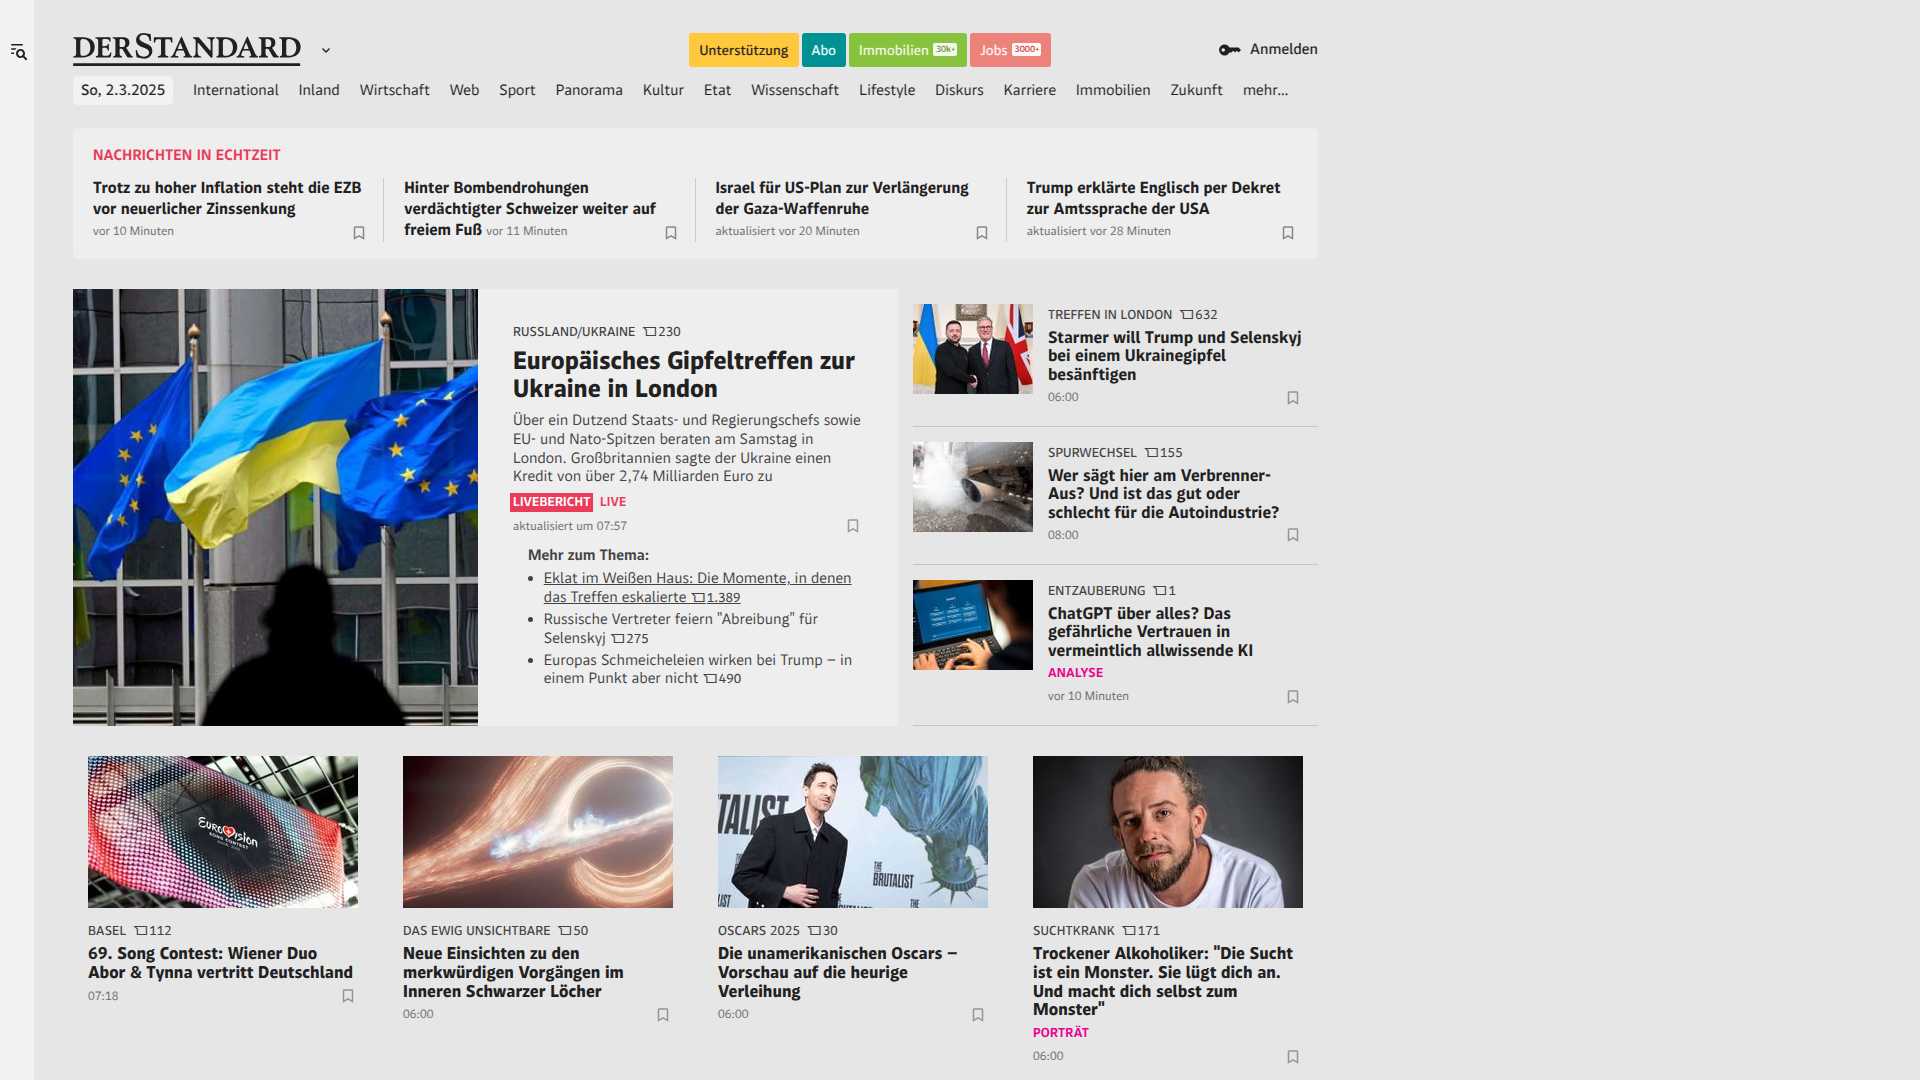 DERSTANDARD
Unterstützung
Abo
Immobilien 30k+
Jobs 3000+
Anmelden
So, 2.3.2025
International
Inland
Wirtschaft
Web
Sport
Panorama
Kultur
Etat
Wissenschaft
Lifestyle
Diskurs
Karriere
Immobilien
Zukunft
mehr...
NACHRICHTEN IN ECHTZEIT
Trotz zu hoher Inflation steht die EZB
vor neuerlicher Zinssenkung
vor 10 Minuten
Hinter Bombendrohungen
verdächtigter Schweizer weiter auf
freiem Fuß vor 11 Minuten
Israel für US-Plan zur Verlängerung
der Gaza-Waffenruhe
aktualisiert vor 20 Minuten
Trump erklärte Englisch per Dekret
zur Amtssprache der USA
aktualisiert vor 28 Minuten
RUSSLAND/UKRAINE 230
Europäisches Gipfeltreffen zur
Ukraine in London
Über ein Dutzend Staats- und Regierungschefs sowie
EU- und Nato-Spitzen beraten am Samstag in
London. Großbritannien sagte der Ukraine einen
Kredit von über 2,74 Milliarden Euro zu
LIVEBERICHT LIVE
aktualisiert um 07:57
Mehr zum Thema:
Eklat im Weißen Haus: Die Momente, in denen
das Treffen eskalierte 1.389
Russische Vertreter feiern "Abreibung" für
Selenskyj 275
Europas Schmeicheleien wirken bei Trump – in
einem Punkt aber nicht 490
TREFFEN IN LONDON 632
Starmer will Trump und Selenskyj
bei einem Ukrainegipfel
besänftigen
06:00
SPURWECHSEL 155
Wer sägt hier am Verbrenner-
Aus? Und ist das gut oder
schlecht für die Autoindustrie?
08:00
ENTZAUBERUNG 1
ChatGPT über alles? Das
gefährliche Vertrauen in
vermeintlich allwissende KI
ANALYSE
vor 10 Minuten
EUROVISION
SONG CONTEST
BASEL 112
69. Song Contest: Wiener Duo
Abor & Tynna vertritt Deutschland
07:18
DAS EWIG UNSICHTBARE 50
Neue Einsichten zu den
merkwürdigen Vorgängen im
Inneren Schwarzer Löcher
06:00
TALIST
THE
BRUTALIST
LIST
THE
OSCARS 2025 30
Die unamerikanischen Oscars –
Vorschau auf die heurige
Verleihung
06:00
SUCHTKRANK 171
Trockener Alkoholiker: "Die Sucht
ist ein Monster. Sie lügt dich an.
Und macht dich selbst zum
Monster"
PORTRÄT
06:00